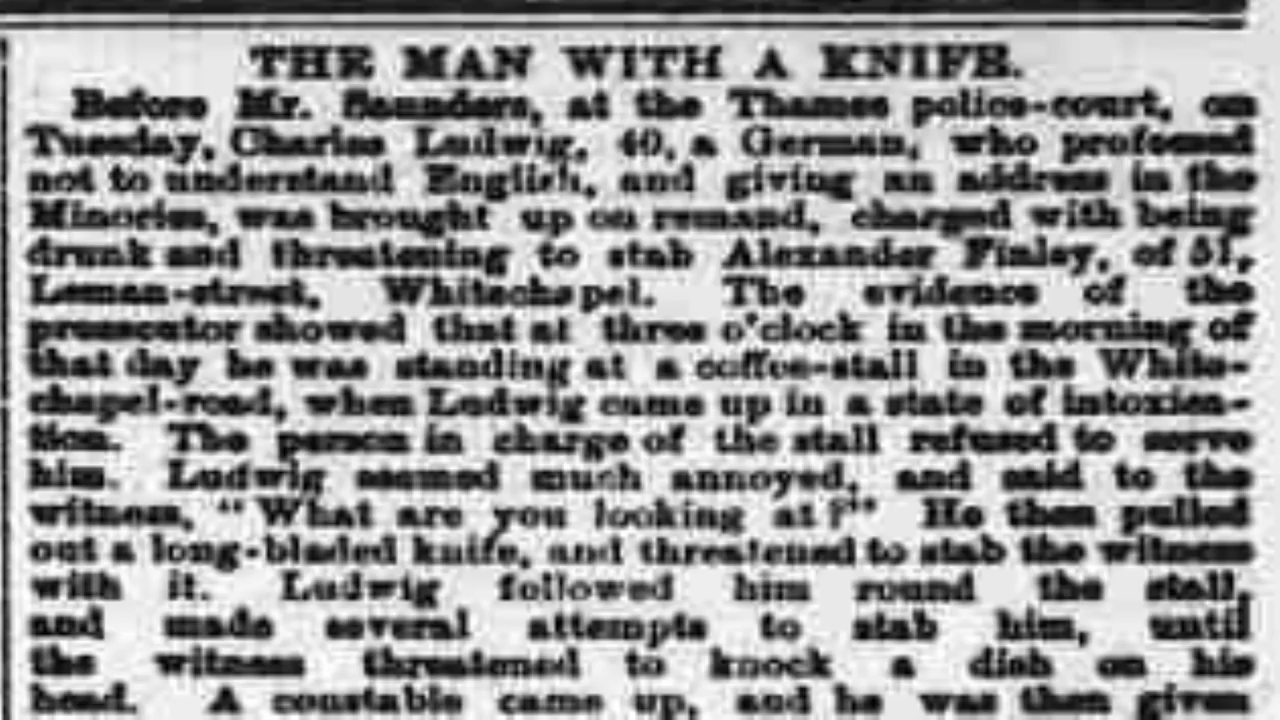 THE MAN WITH A KNIFE.
Before Mr. Saunders, at the Thames police-court, on
Tuesday, Charles Ludwig, 40, a German, who professed
not to understand English, and giving an address in the
Minories, was brought up on remand, charged with being
drunk and threatening to stab Alexander Finlay, of 51,
Leman-street, Whitechapel. The evidence of the
prosecutor showed that at three o'clock in the morning of
that day he was standing at a coffee-stall in the White-
chapel-road, when Ludwig came up in a state of intoxica-
tion. The person in charge of the stall refused to serve
him. Ludwig seemed much annoyed, and said to the
witness, "What are you looking at?" He then pulled
out a long-bladed knife, and threatened to stab the witness
with it. Ludwig followed him round the stall,
and made several attempts to stab him, until
the witness threatened to knock a dish on his
head. A constable came up, and he was then given